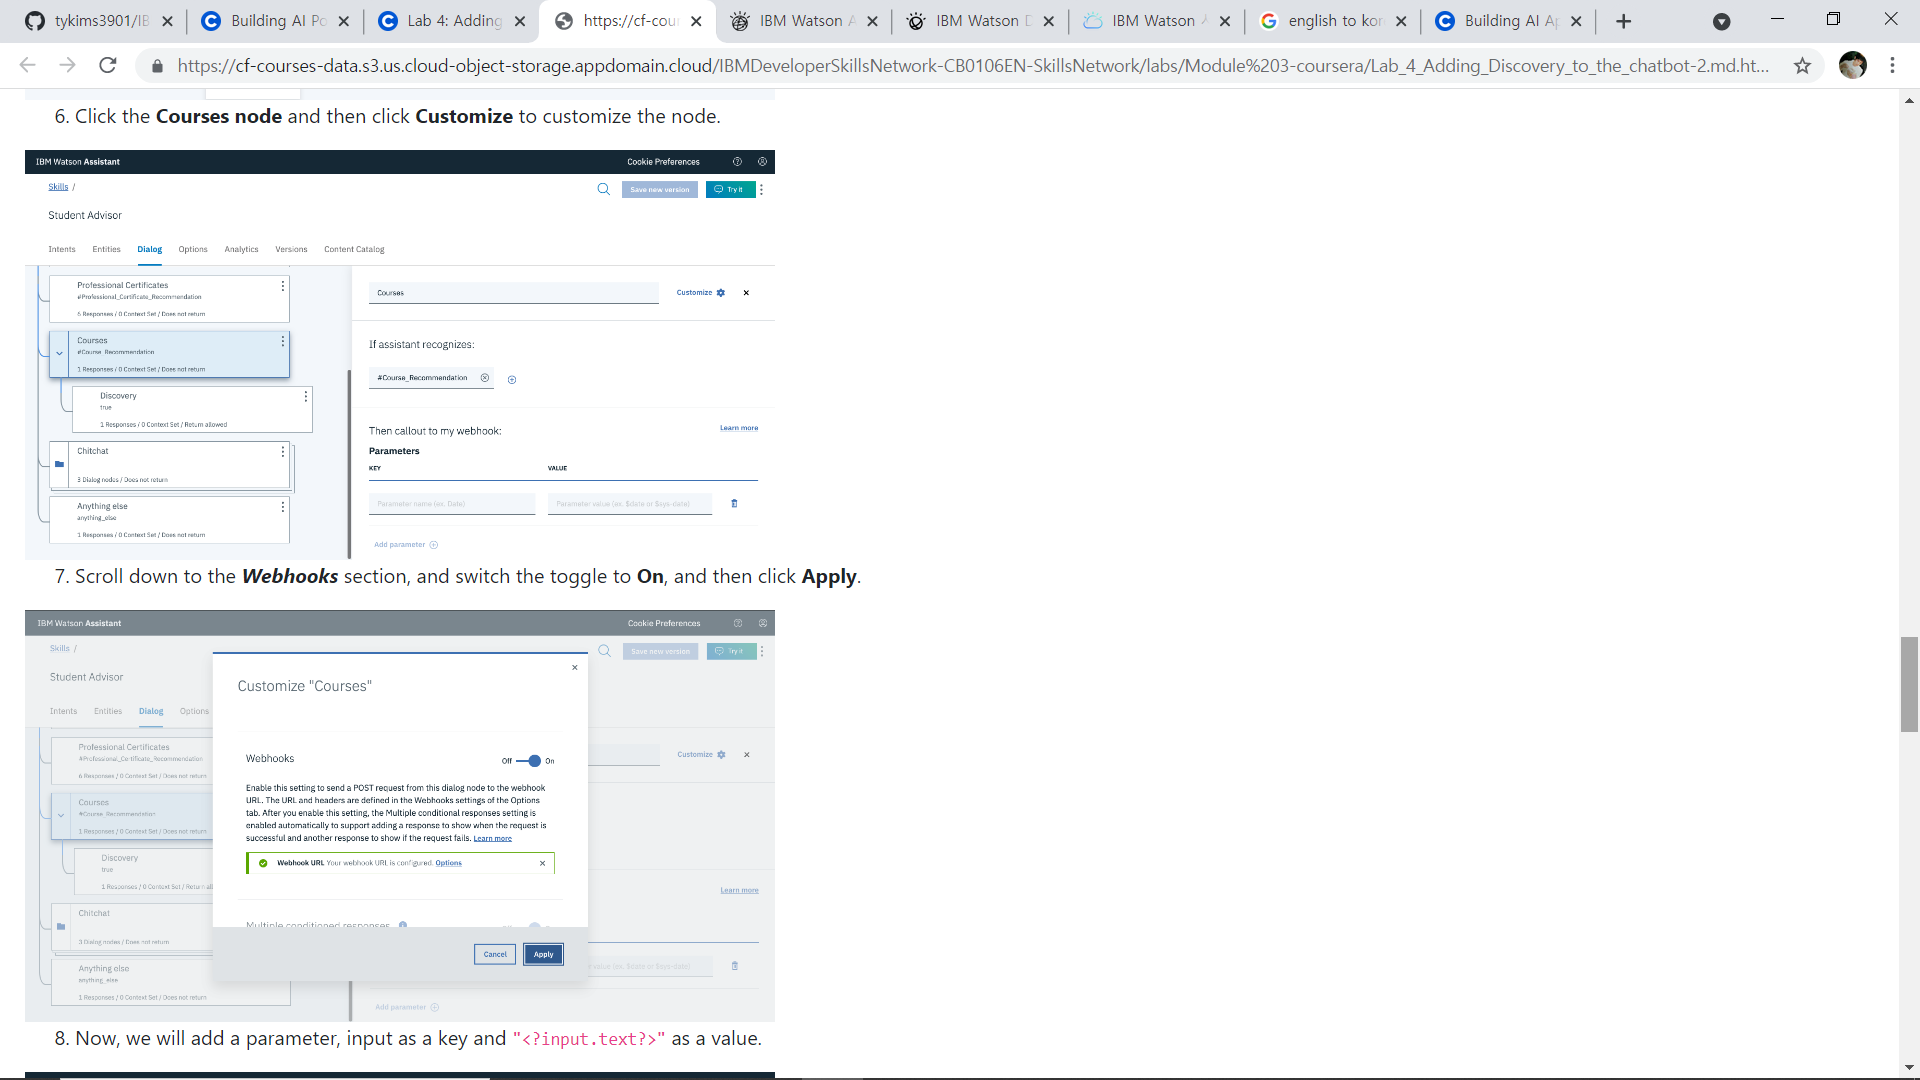 tykims3901/IB
Building AI Po
Lab 4: Adding
https://cf-cou
IBM Watson A
IBM Watson D
IBM Watson
english to kor
Building AI Ap
https://cf-courses-data.s3.us.cloud-object-storage.appdomain.cloud/IBMDeveloperSkillsNetwork-CB0106EN-SkillsNetwork/labs/Module%203-coursera/Lab_4_Adding_Discovery_to_the_chatbot-2.md.ht...
6. Click the Courses node and then click Customize to customize the node.
IBM Watson Assistant
Cookie Preferences
Skills /
Save new version
Try it
Student Advisor
Intents Entities Dialog Options Analytics Versions Content Catalog
Professional Certificates
#Professional_Certificate_Recommendation
6 Responses / 0 Context Set / Does not return
Courses
#Course_Recommendation
1 Responses / 0 Context Set / Does not return
Discovery
true
1 Responses / 0 Context Set / Return allowed
Chitchat
3 Dialog nodes / Does not return
Anything else
anything_else
1 Responses / 0 Context Set / Does not return
Courses
Customize
If assistant recognizes:
#Course_Recommendation
Then callout to my webhook:
Learn more
Parameters
KEY VALUE
Parameter name (ex. Date) Parameter value (ex. $date or $sys-date)
Add parameter
7. Scroll down to the Webhooks section, and switch the toggle to On, and then click Apply.
IBM Watson Assistant
Cookie Preferences
Skills /
Save new version
Try it
Student Advisor
Intents Entities Dialog Options
Professional Certificates
#Professional_Certificate_Recommendation
6 Responses / 0 Context Set / Does not return
Courses
#Course_Recommendation
1 Responses / 0 Context Set / Does not return
Discovery
true
1 Responses / 0 Context Set / Return all
Chitchat
3 Dialog nodes / Does not return
Anything else
anything_else
1 Responses / 0 Context Set / Does not return
Customize "Courses"
Webhooks
Off On
Enable this setting to send a POST request from this dialog node to the webhook
URL. The URL and headers are defined in the Webhooks settings of the Options
tab. After you enable this setting, the Multiple conditional responses setting is
enabled automatically to support adding a response to show when the request is
successful and another response to show if the request fails. Learn more
Webhook URL Your webhook URL is configured. Options
Multiple conditioned responses
Cancel
Apply
Customize
Learn more
value (ex. $date or $sys-date)
Add parameter
8. Now, we will add a parameter, input as a key and "<?input.text?>" as a value.